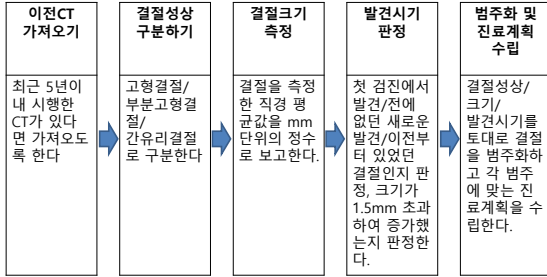 이전CT
가져오기
최근 5년이
내 시행한
CT가 있다
면 가져오도
록 한다
결절성상
구분하기
고형결절/
부분고형결
절/
간유리결절
로 구분한다
결절크기
측정
결절을 측정
한 직경 평
균값을 mm
단위의 정수
로 보고한다.
발견시기
판정
첫 검진에서
발견/전에
없던 새로운
발견/이전부
터 있었던
결절인지 판
정, 크기가
1.5mm 초과
하여 증가했
는지 판정한
다.
범주화 및
진료계획
수립
결절성상/
크기/
발견시기를
토대로 결절
을 범주화하
고 각 범주
에 맞는 진
료계획을 수
립한다.